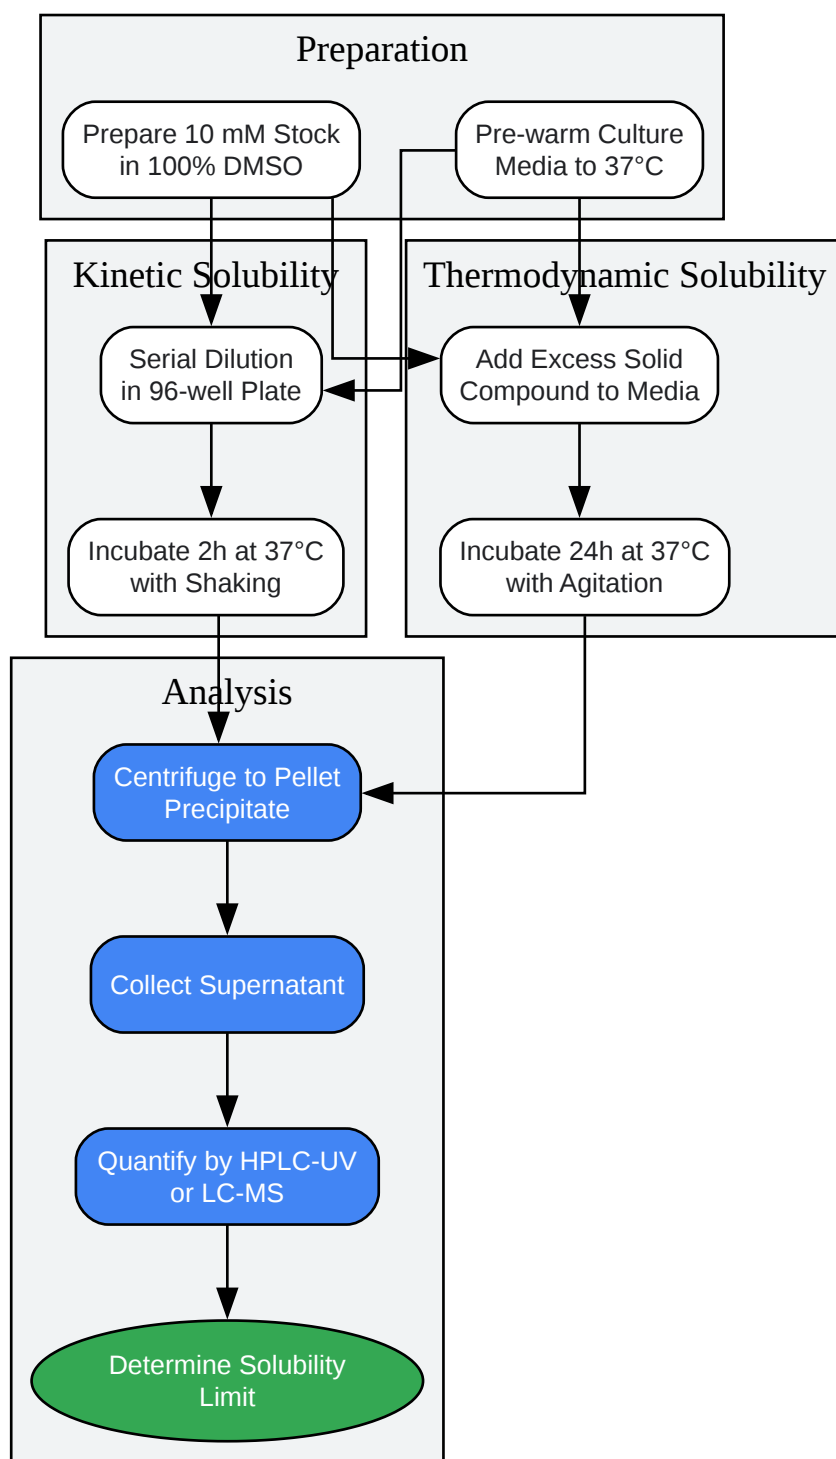 Preparation
Prepare 10 mM Stock
in 100% DMSO
Pre-warm Culture
Media to 37°C
Kinetic Solubility
Serial Dilution
in 96-well Plate
Incubate 2h at 37°C
with Shaking
Thermodynamic Solubility
Add Excess Solid
Compound to Media
Incubate 24h at 37°C
with Agitation
Analysis
Centrifuge to Pellet
Precipitate
Collect Supernatant
Quantify by HPLC-UV
or LC-MS
Determine Solubility
Limit